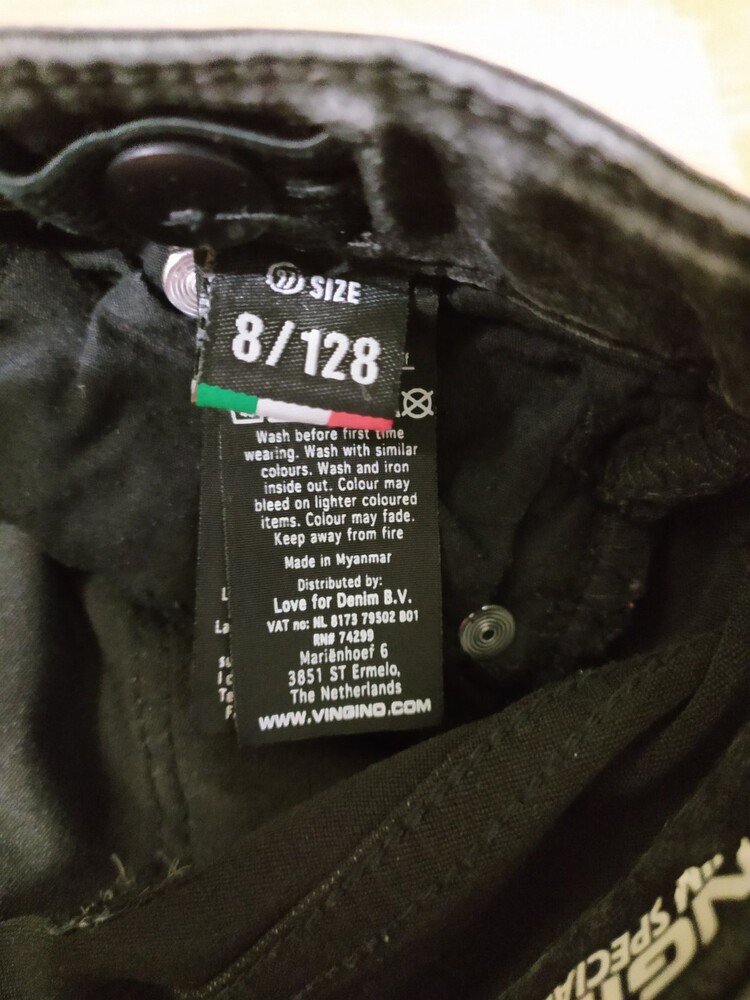 SIZE
8/128
Wash before first time
wearing. Wash with similar
colours. Wash and iron
inside out. Colour may
bleed on lighter coloured
items. Colour may fade.
Keep away from fire
Made in Myanmar
Distributed by:
Love for Denim B.V.
VAT no: NL 8173 79502 B01
RN# 74299
Mariënhoef 6
3851 ST Ermelo,
The Netherlands
WWW.VINGINO.COM